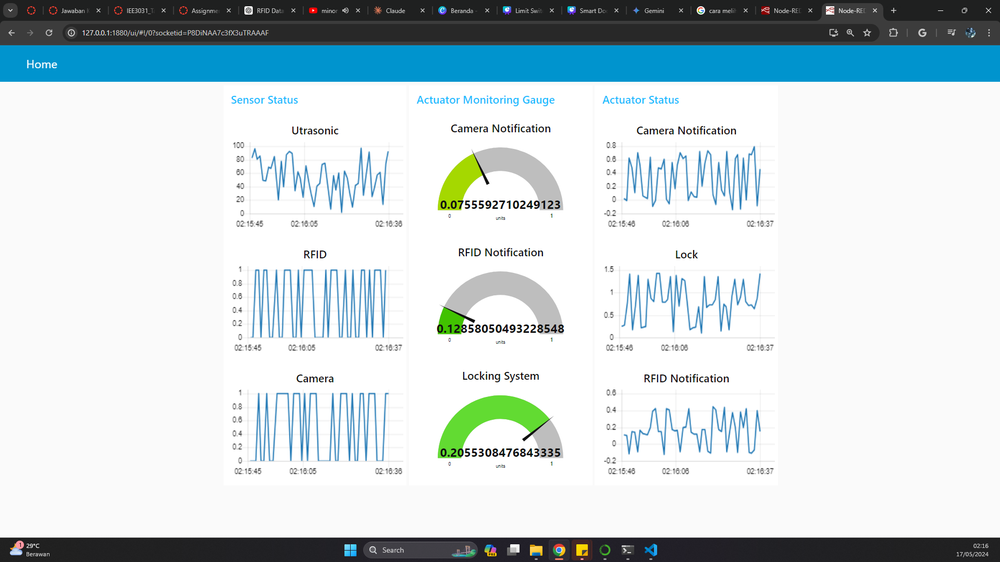 Jawaban K
IEE3031_Ta
Assignmen
RFID Data
minor
Claude
Beranda -
Limit Swit
Smart Doo
Gemini
cara melih
Node-RED
Node-RED
127.0.0.1:1880/ui/#!/0?socketid=P8DiNAA7c3fX3uTRAAAF
Home
Sensor Status
Utrasonic
100
80
60
40
20
0
02:15:45 02:16:05 02:16:36
RFID
1
0.8
0.6
0.4
0.2
0
02:15:45 02:16:05 02:16:37
Camera
1
0.8
0.6
0.4
0.2
0
02:15:45 02:16:05 02:16:36
Actuator Monitoring Gauge
Camera Notification
0.0755592710249123
0 units 1
RFID Notification
0.12858050493228548
0 units 1
Locking System
0.2055308476843335
0 units 1
Actuator Status
Camera Notification
0.8
0.6
0.4
0.2
0
-0.2
02:15:46 02:16:06 02:16:37
Lock
1.5
1
0.5
0
02:15:46 02:16:06 02:16:37
RFID Notification
0.6
0.4
0.2
0
-0.2
02:15:46 02:16:06 02:16:37
1
29°C
Berawan
Search
PRE
02:16
17/05/2024